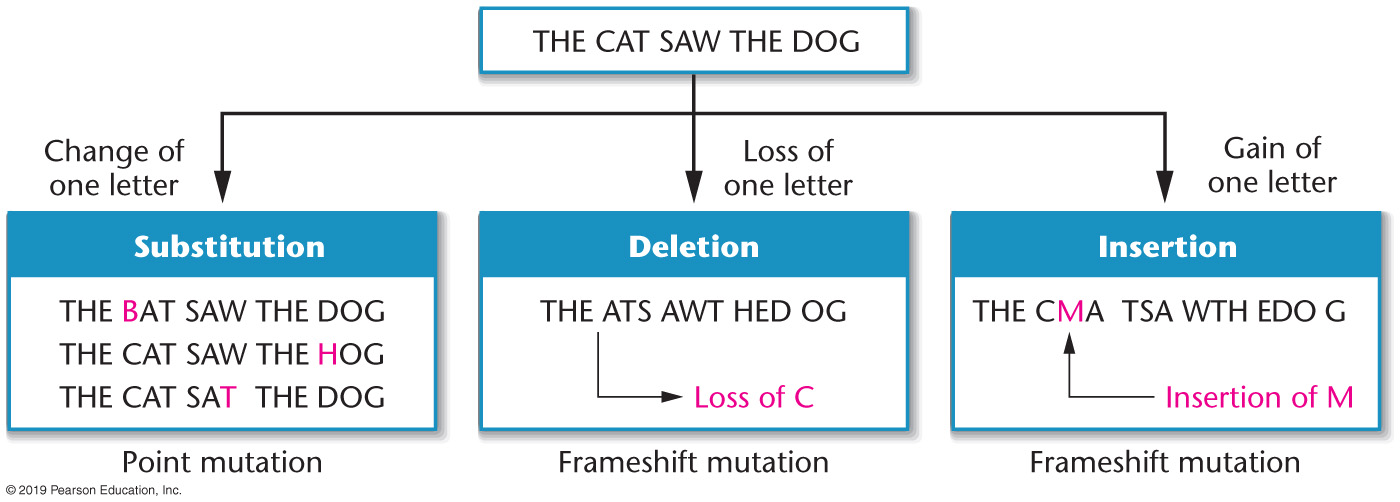 THE CAT SAW THE DOG
Change of
one letter
Loss of
one letter
Gain of
one letter
Substitution
THE BAT SAW THE DOG
THE CAT SAW THE HOG
THE CAT SAT THE DOG
Point mutation
Deletion
THE ATS AWT HED OG
Loss of C
Frameshift mutation
Insertion
THE CMA TSA WTH EDO G
Insertion of M
Frameshift mutation
© 2019 Pearson Education, Inc.